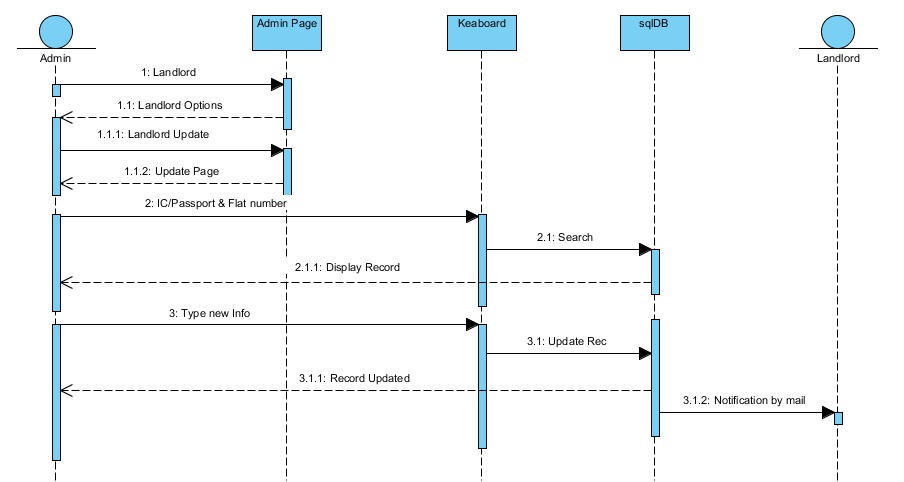 Admin Page
Keaboard
sqlDB
Admin
Landlord
1: Landlord
1.1: Landlord Options
1.1.1: Landlord Update
1.1.2: Update Page
2: IC/Passport & Flat number
2.1: Search
2.1.1: Display Record
3: Type new Info
3.1: Update Rec
3.1.1: Record Updated
3.1.2: Notification by mail